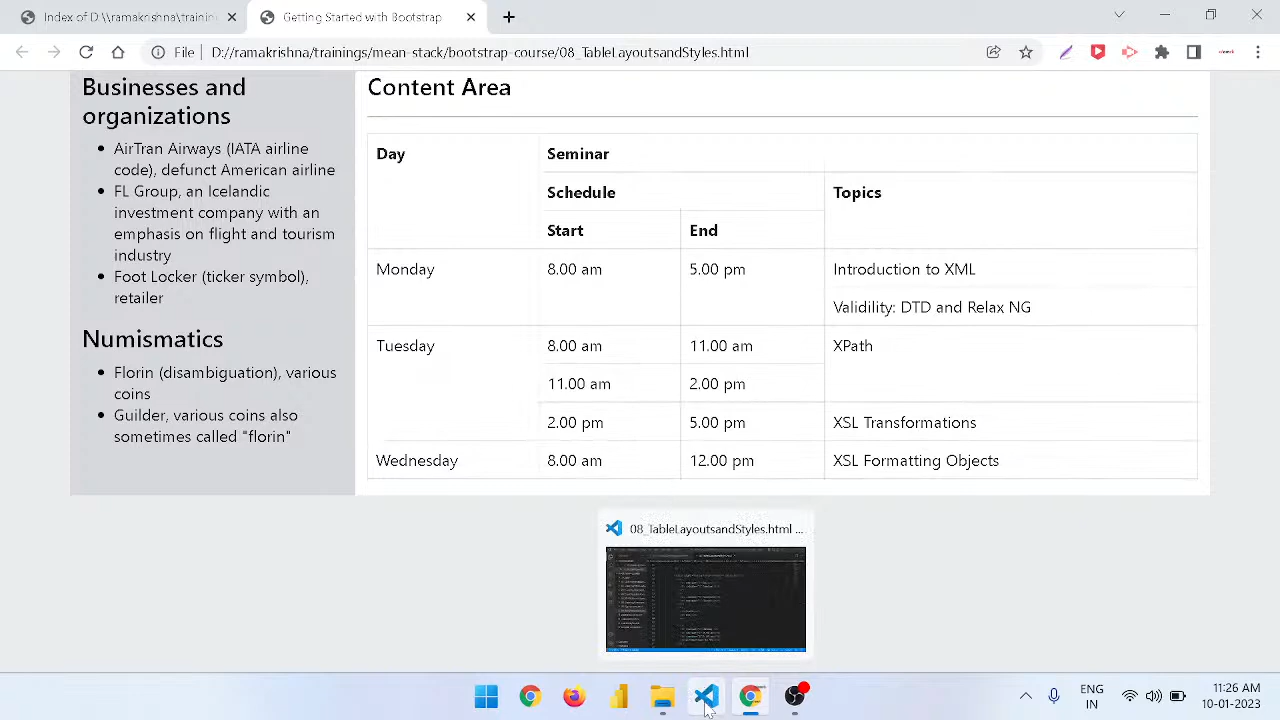 Index of D:\ramakrishna\trainin
Getting Started with Bootstrap
File | D://ramakrishna/trainings/mean-stack/bootstrap-course/08_TableLayoutsandStyles.html
Businesses and
organizations
AirTran Airways (IATA airline
code), defunct American airline
FL Group, an Icelandic
investment company with an
emphasis on flight and tourism
industry
Foot Locker (ticker symbol),
retailer
Numismatics
Florin (disambiguation), various
coins
Guilder, various coins also
sometimes called "florin"
Content Area
Day Seminar
Schedule Topics
Start End
Monday 8.00 am 5.00 pm Introduction to XML
Validility: DTD and Relax NG
Tuesday 8.00 am 11.00 am XPath
11.00 am 2.00 pm
2.00 pm 5.00 pm XSL Transformations
Wednesday 8.00 am 12.00 pm XSL Formatting Objects
08_TableLayoutsandStyles.html ...
ENG
IN
11:26 AM
10-01-2023